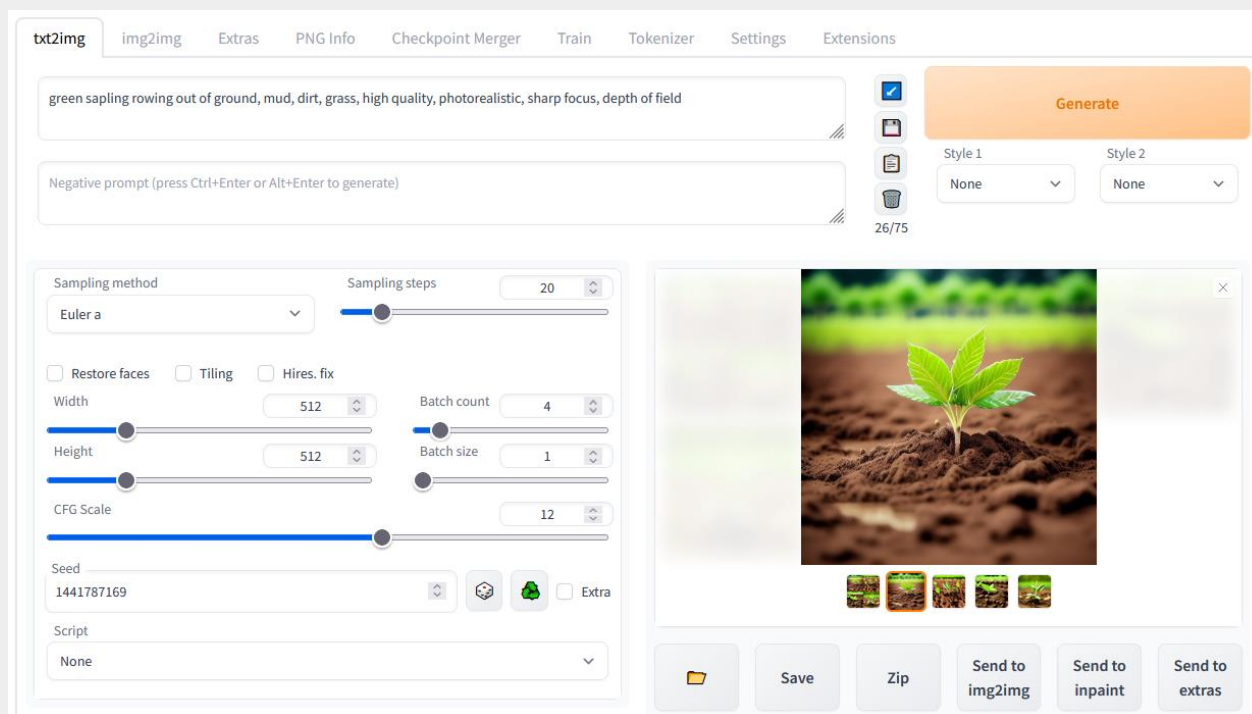 txt2img img2img Extras PNG Info Checkpoint Merger Train Tokenizer Settings Extensions
green sapling rowing out of ground, mud, dirt, grass, high quality, photorealistic, sharp focus, depth of field
Negative prompt (press Ctrl+Enter or Alt+Enter to generate)
26/75
Generate
Style 1 Style 2
None None
Sampling method Sampling steps 20
Euler a
Restore faces Tiling Hires. fix
Width 512 Batch count 4
Height 512 Batch size 1
CFG Scale 12
Seed
1441787169 Extra
Script
None
Save Zip Send to img2img Send to inpaint Send to extras